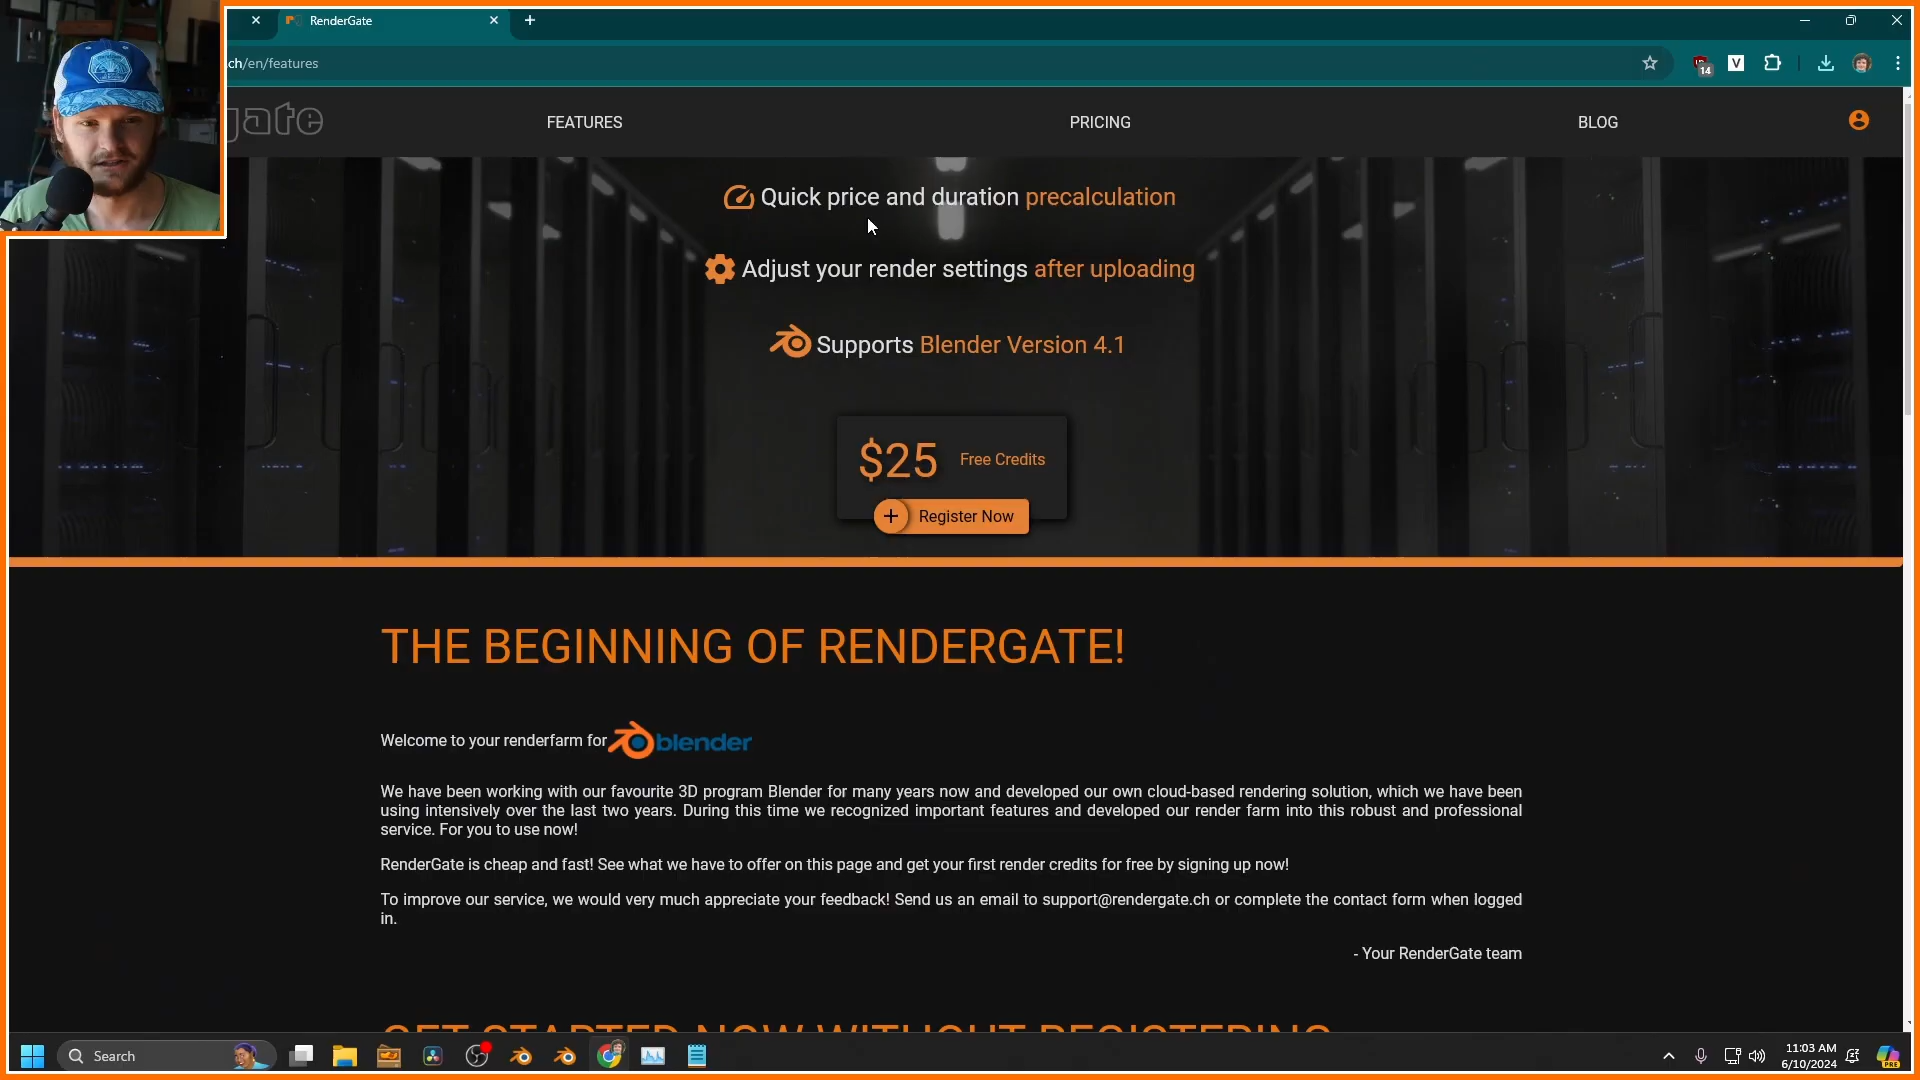 RenderGate
ch/en/features
14
V
gate
FEATURES
PRICING
BLOG
Quick price and duration precalculation
Adjust your render settings after uploading
Supports Blender Version 4.1
$25 Free Credits
Register Now
THE BEGINNING OF RENDERGATE!
Welcome to your renderfarm for blender
We have been working with our favourite 3D program Blender for many years now and developed our own cloud-based rendering solution, which we have been
using intensively over the last two years. During this time we recognized important features and developed our render farm into this robust and professional
service. For you to use now!
RenderGate is cheap and fast! See what we have to offer on this page and get your first render credits for free by signing up now!
To improve our service, we would very much appreciate your feedback! Send us an email to support@rendergate.ch or complete the contact form when logged
in.
- Your RenderGate team
GET STARTED NOW WITHOUT REGISTERING
Search
11:03 AM
6/10/2024
PRE